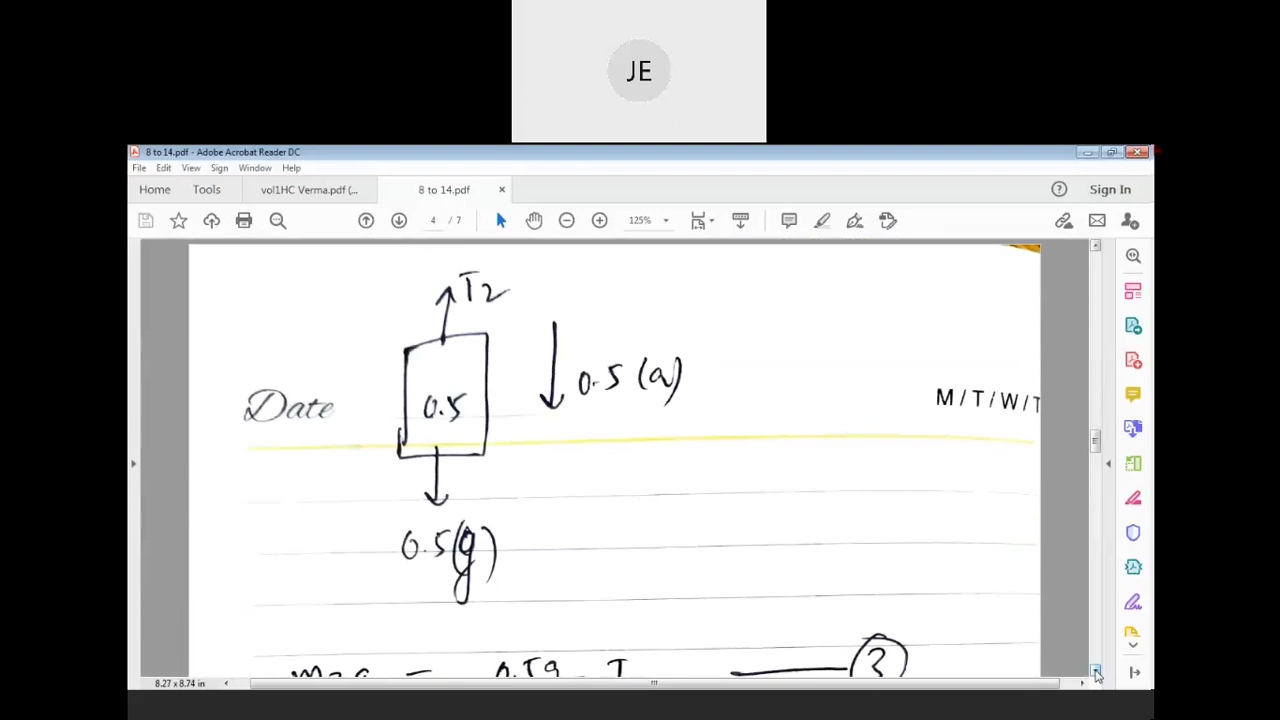 JE
8 to 14.pdf - Adobe Acrobat Reader DC
File Edit View Sign Window Help
Home Tools vol1HC Verma.pdf (... 8 to 14.pdf × ? Sign In
4 / 7 125%
T2
0.5 (a)
Date 0.5 M/T/W/T
0.5(g)
= 0.5g - T 3
8.27 x 8.74 in